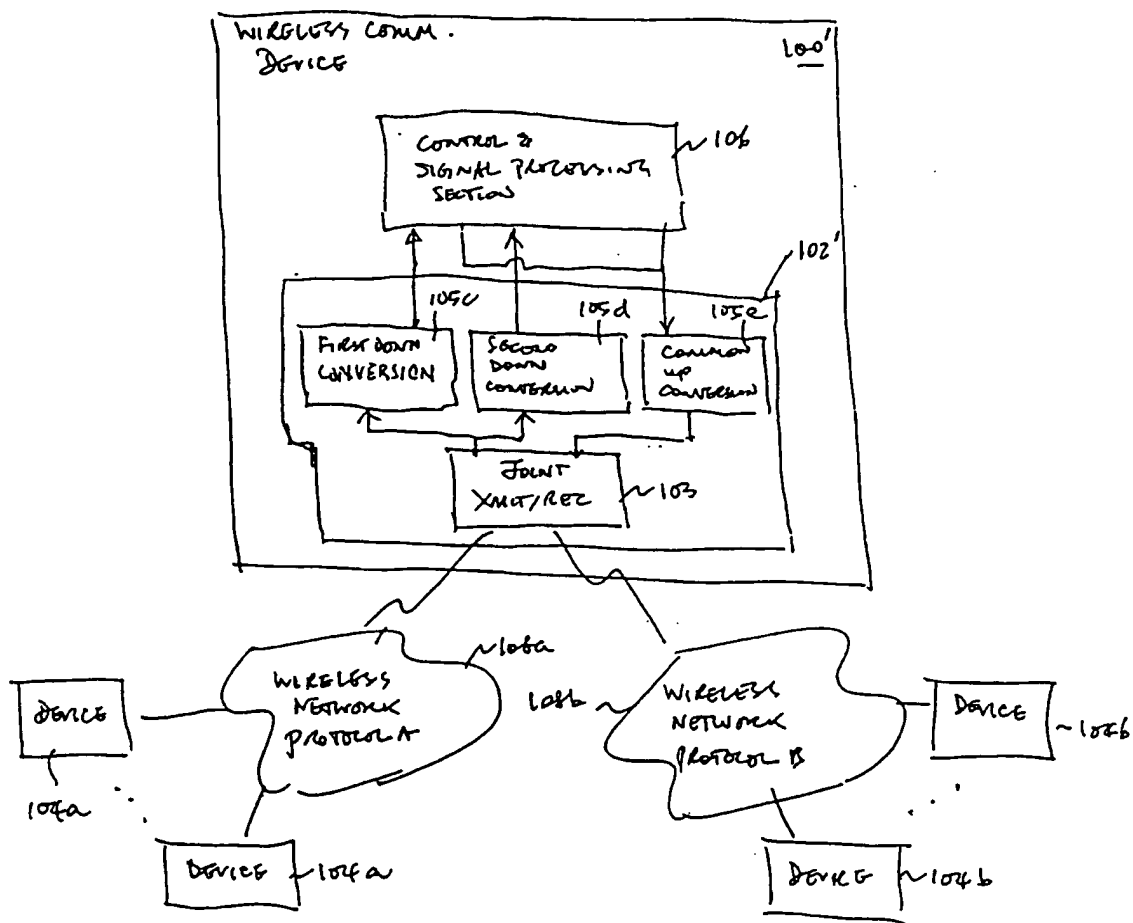 WIRELESS COMM.
DEVICE
100'
CONTROL &
SIGNAL PROCESSING
SECTION
106
102'
105c
105d
105e
FIRST DOWN
CONVERSION
SECOND
DOWN
CONVERSION
COMMON
UP
CONVERSION
JOINT
XMIT/REC
103
108a
WIRELESS
NETWORK
PROTOCOL A
108b
WIRELESS
NETWORK
PROTOCOL B
DEVICE
104a
DEVICE
104b
DEVICE
104a
DEVICE
104b